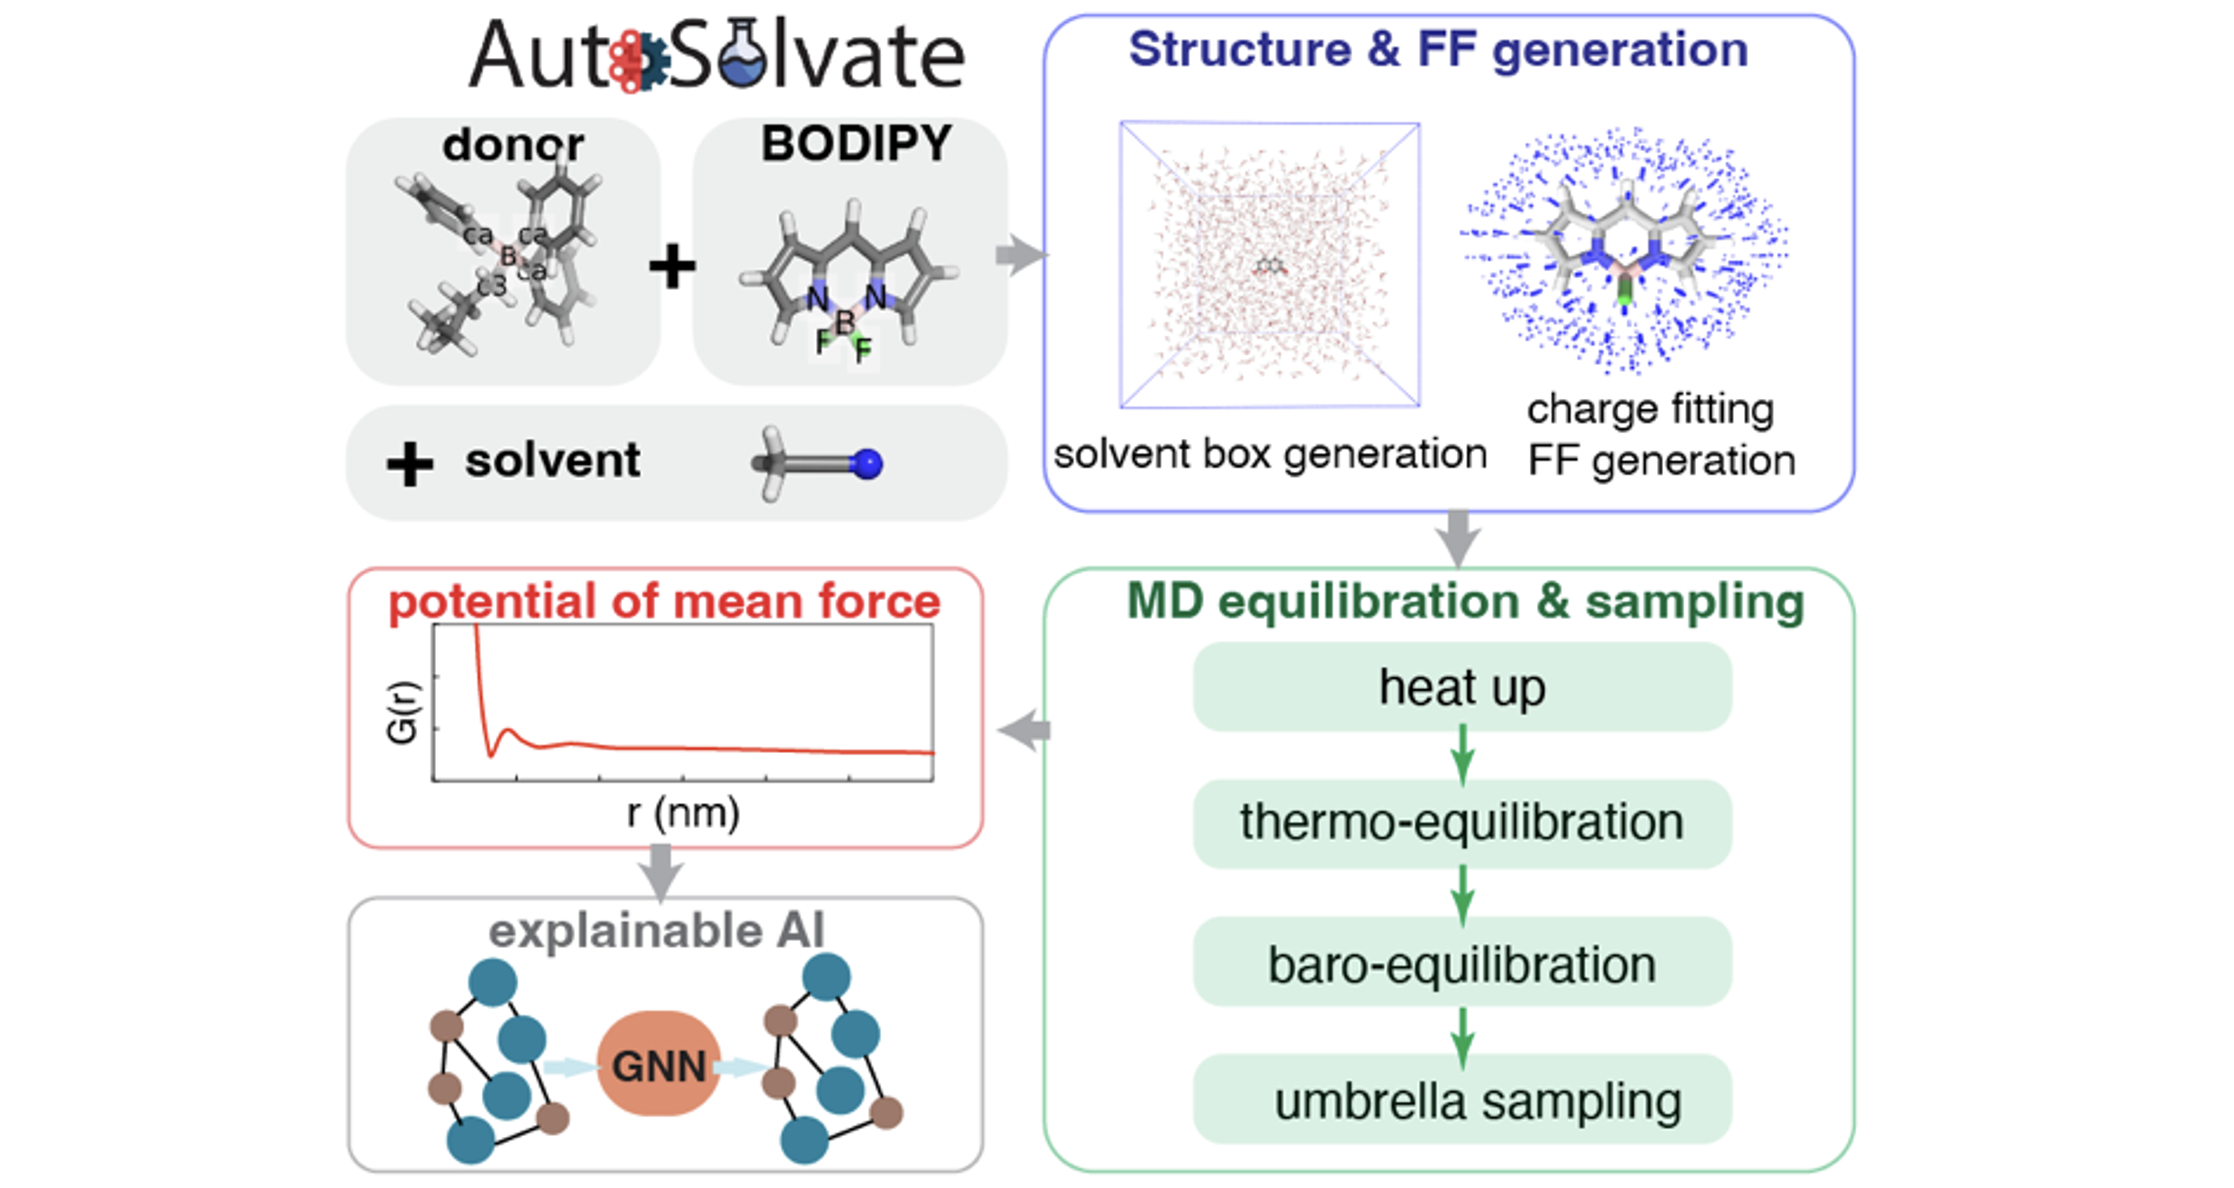 AutoSolvate
donor
BODIPY
ca
ca
B
ca
c3
+
N
N
B
F
F
+ solvent
Structure & FF generation
solvent box generation
charge fitting
FF generation
MD equilibration & sampling
heat up
thermo-equilibration
baro-equilibration
umbrella sampling
potential of mean force
G(r)
r (nm)
explainable AI
GNN